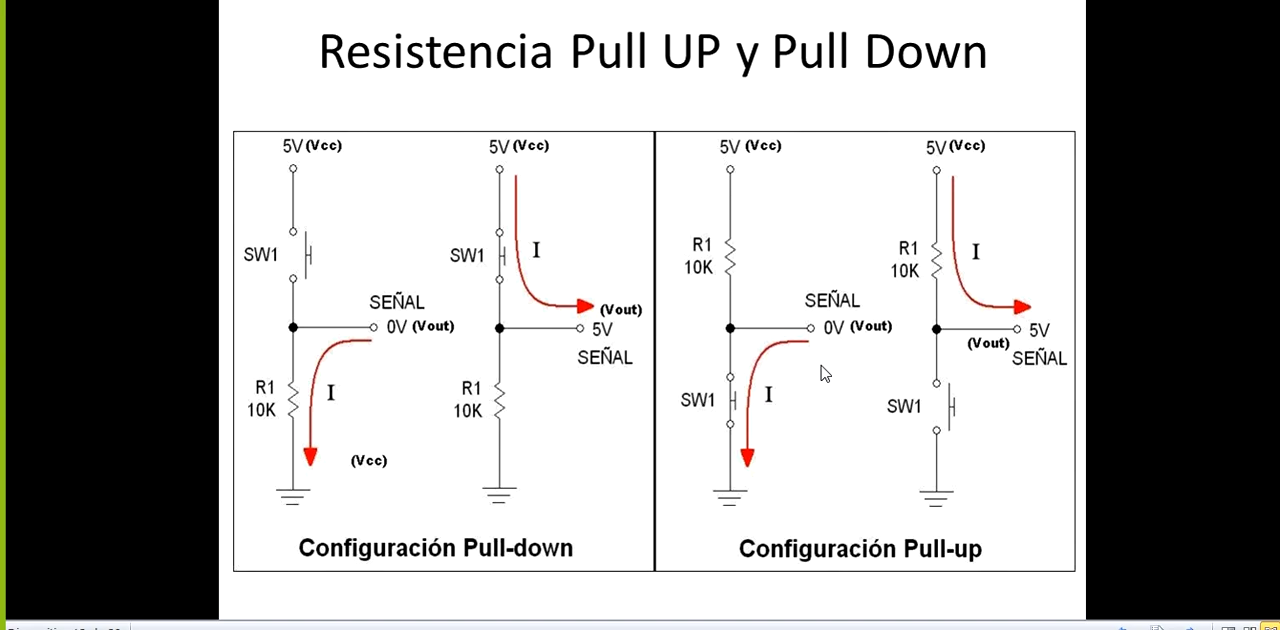 Resistencia Pull UP y Pull Down
5V (Vcc)
SW1
SEÑAL
0V (Vout)
R1
10K
I
(Vcc)
5V (Vcc)
SW1
I
(Vout)
5V
SEÑAL
R1
10K
Configuración Pull-down
5V (Vcc)
R1
10K
SEÑAL
0V (Vout)
SW1
I
5V (Vcc)
R1
10K
I
5V
(Vout)
SEÑAL
SW1
Configuración Pull-up